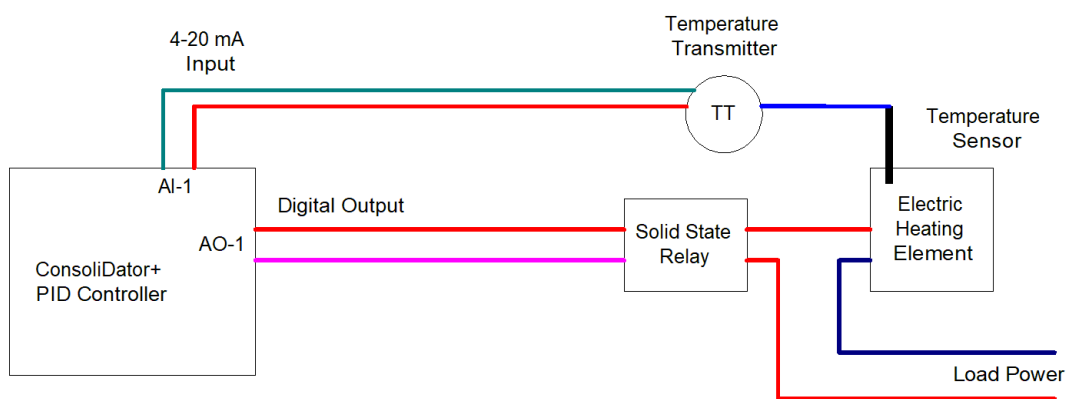 Temperature
Transmitter
4-20 mA
Input
TT
Temperature
Sensor
AI-1
Digital Output
AO-1
ConsoliDator+
PID Controller
Solid State
Relay
Electric
Heating
Element
Load Power